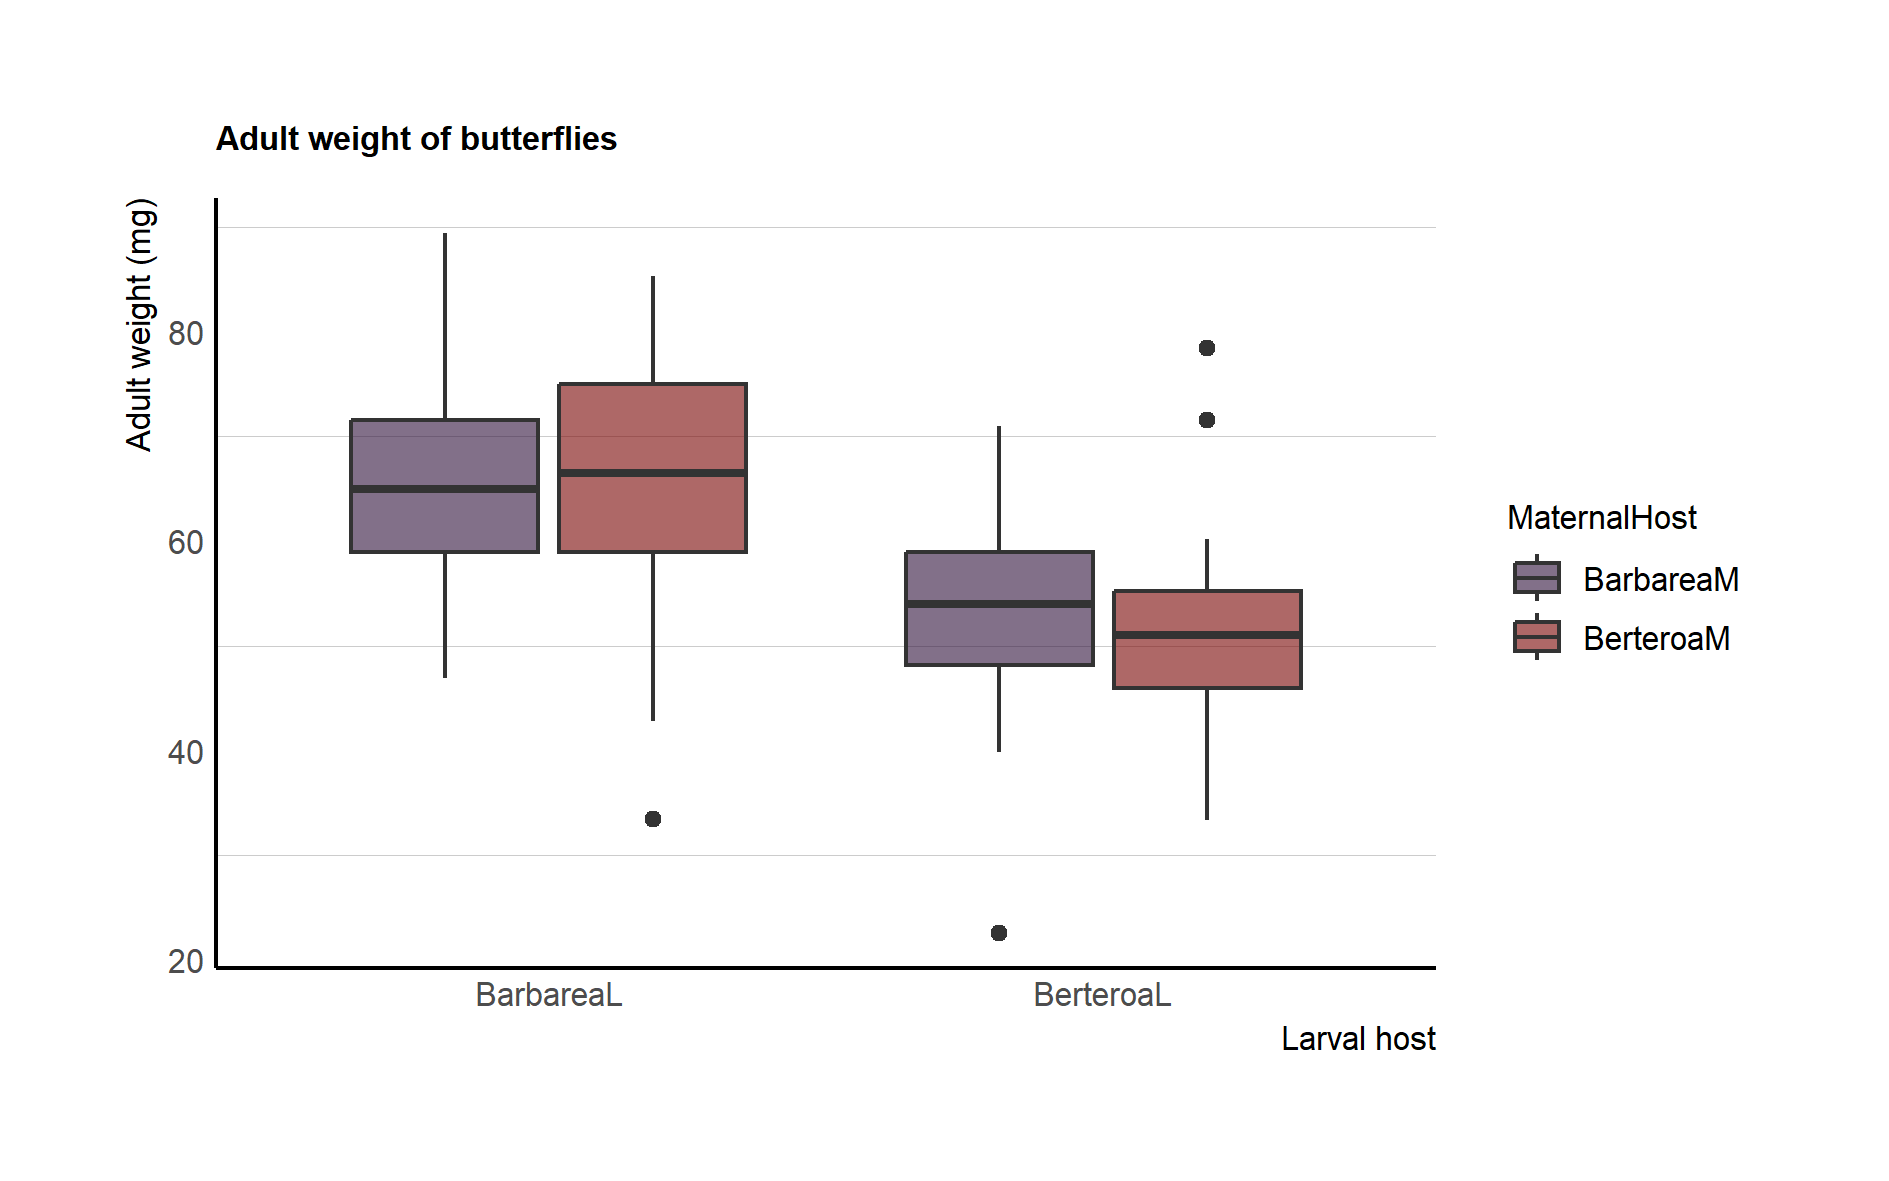 Adult weight of butterflies
Adult weight (mg)
80
60
40
20
BarbareaL
BerteroaL
Larval host
MaternalHost
BarbareaM
BerteroaM